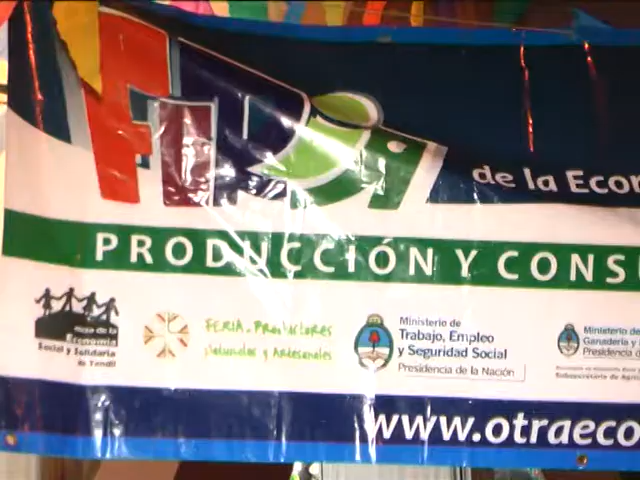 de la Econ
PRODUCCIÓN Y CONSU
mesa de la
Economía
Social y Solidaria
de Tandil
FERIA. Productores
Naturales y Artesanales
Ministerio de
Trabajo, Empleo
y Seguridad Social
Presidencia de la Nación
Ministerio de
Ganadería y
Presidencia d
www.otraeco